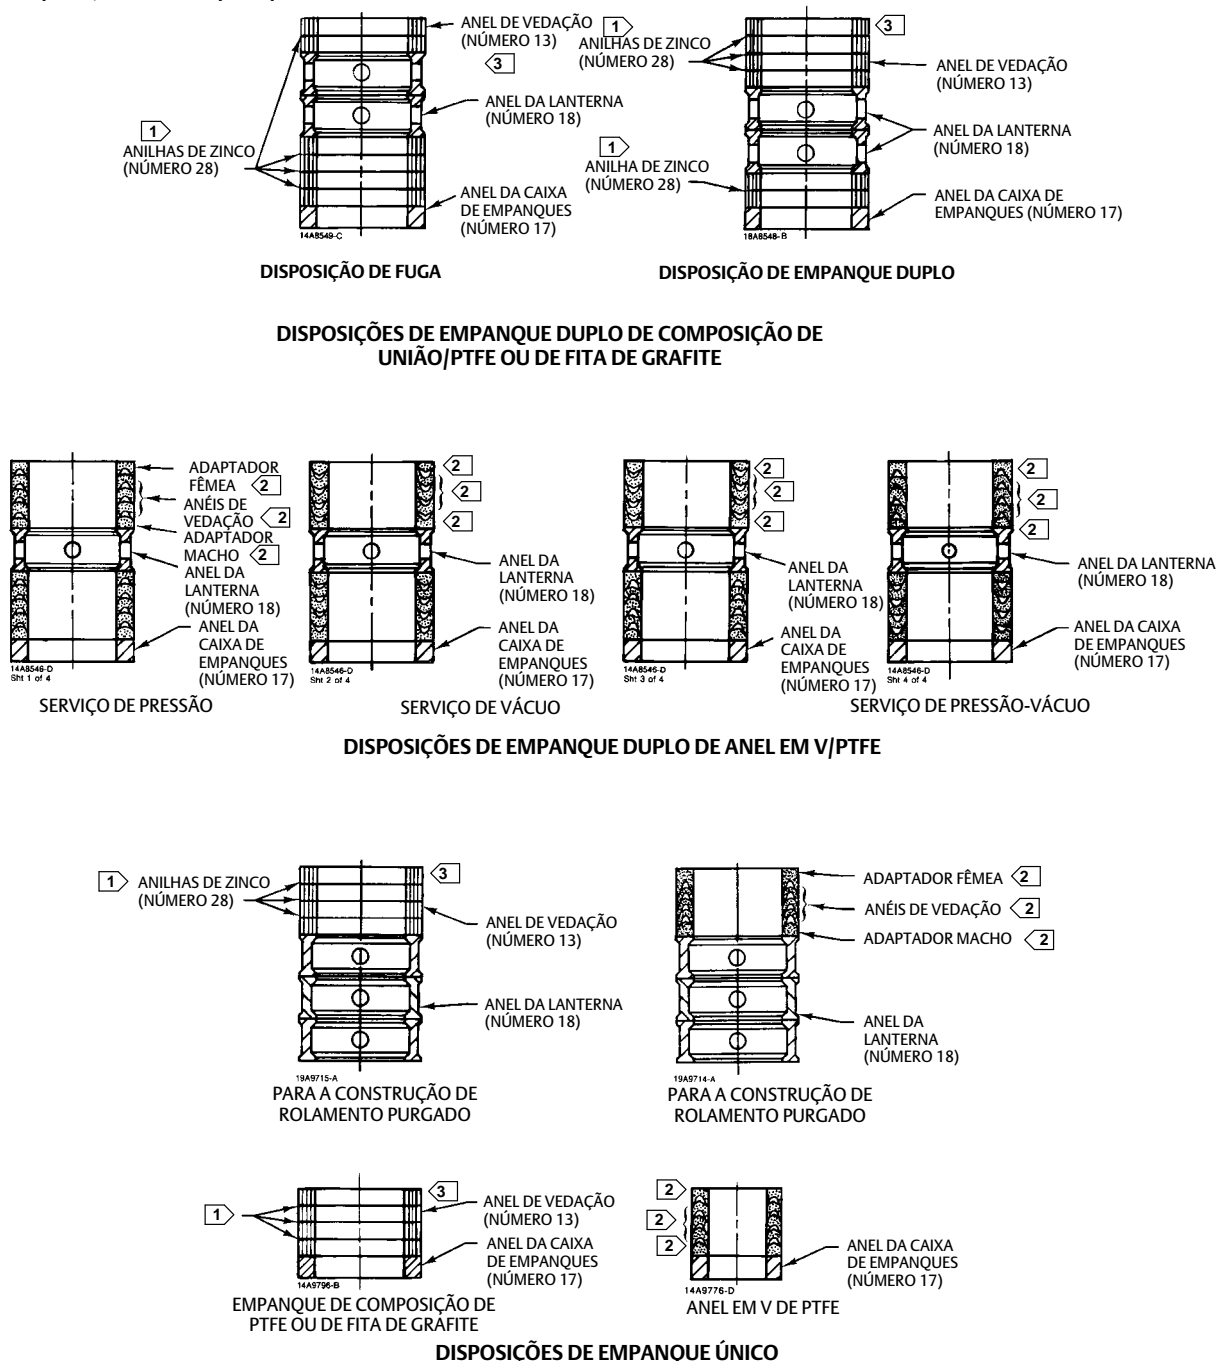 ANEL DE VEDAÇÃO
(NÚMERO 13)
3
1
ANILHAS DE ZINCO
(NÚMERO 28)
ANEL DA LANTERNA
(NÚMERO 18)
ANEL DA CAIXA
DE EMPANQUES
(NÚMERO 17)
14A8549-C
DISPOSIÇÃO DE FUGA
1
ANILHAS DE ZINCO
(NÚMERO 28)
3
ANEL DE VEDAÇÃO
(NÚMERO 13)
ANEL DA LANTERNA
(NÚMERO 18)
1
ANILHA DE ZINCO
(NÚMERO 28)
ANEL DA CAIXA DE
EMPANQUES (NÚMERO 17)
18A8548-B
DISPOSIÇÃO DE EMPANQUE DUPLO
DISPOSIÇÕES DE EMPANQUE DUPLO DE COMPOSIÇÃO DE
UNIÃO/PTFE OU DE FITA DE GRAFITE
ADAPTADOR
FÊMEA 2
ANÉIS DE
VEDAÇÃO 2
ADAPTADOR
MACHO 2
ANEL DA
LANTERNA
(NÚMERO 18)
ANEL DA
CAIXA DE
EMPANQUES
(NÚMERO 17)
14A8546-D
Sht 1 of 4
SERVIÇO DE PRESSÃO
2
2
2
ANEL DA
LANTERNA
(NÚMERO 18)
ANEL DA
CAIXA DE
EMPANQUES
(NÚMERO 17)
14A8546-D
Sht 2 of 4
SERVIÇO DE VÁCUO
2
2
2
ANEL DA
LANTERNA
(NÚMERO 18)
ANEL DA
CAIXA DE
EMPANQUES
(NÚMERO 17)
14A8546-D
Sht 3 of 4
2
2
2
ANEL DA LANTERNA
(NÚMERO 18)
ANEL DA CAIXA
DE EMPANQUES
(NÚMERO 17)
14A8546-D
Sht 4 of 4
SERVIÇO DE PRESSÃO-VÁCUO
DISPOSIÇÕES DE EMPANQUE DUPLO DE ANEL EM V/PTFE
1 ANILHAS DE ZINCO
(NÚMERO 28)
3
ANEL DE VEDAÇÃO
(NÚMERO 13)
ANEL DA LANTERNA
(NÚMERO 18)
19A9715-A
PARA A CONSTRUÇÃO DE
ROLAMENTO PURGADO
ADAPTADOR FÊMEA 2
ANÉIS DE VEDAÇÃO 2
ADAPTADOR MACHO 2
ANEL DA
LANTERNA
(NÚMERO 18)
19A9714-A
PARA A CONSTRUÇÃO DE
ROLAMENTO PURGADO
1
3
ANEL DE VEDAÇÃO
(NÚMERO 13)
ANEL DA CAIXA
DE EMPANQUES
(NÚMERO 17)
14A9796-B
EMPANQUE DE COMPOSIÇÃO DE
PTFE OU DE FITA DE GRAFITE
2
2
2
ANEL DA CAIXA
DE EMPANQUES
(NÚMERO 17)
14A9776-D
ANEL EM V DE PTFE
DISPOSIÇÕES DE EMPANQUE ÚNICO